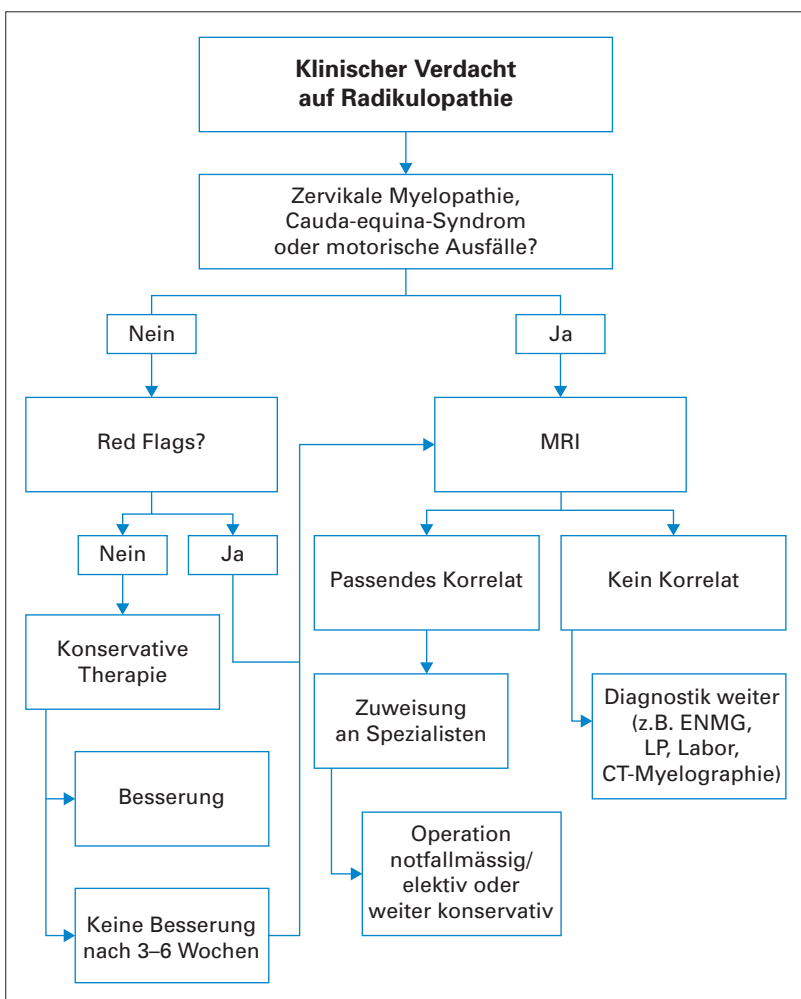 Klinischer Verdacht
auf Radikulopathie
Zervikale Myelopathie,
Cauda-equina-Syndrom
oder motorische Ausfälle?
Nein
Ja
Red Flags?
MRI
Nein
Ja
Passendes Korrelat
Kein Korrelat
Konservative
Therapie
Zuweisung
an Spezialisten
Diagnostik weiter
(z.B. ENMG,
LP, Labor,
CT-Myelographie)
Besserung
Operation
notfallmässig/
elektiv oder
weiter konservativ
Keine Besserung
nach 3–6 Wochen